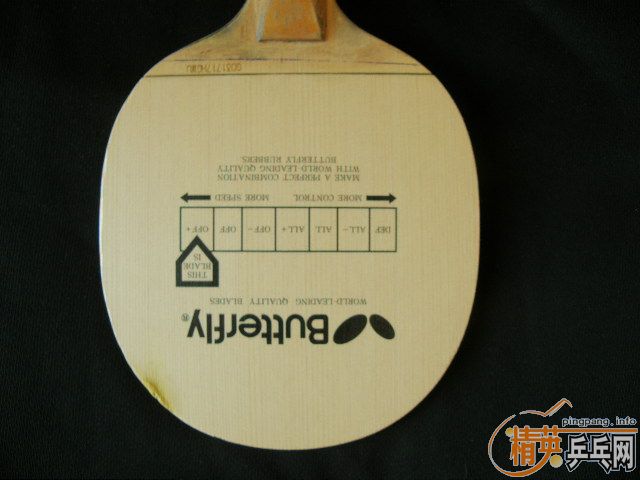 Butterfly®
WORLD-LEADING QUALITY BLADES
THIS
BLADE
IS
DEF ALL− ALL ALL+ OFF− OFF OFF+
MORE CONTROL MORE SPEED
MAKE A PERFECT COMBINATION
WITH WORLD-LEADING QUALITY
BUTTERFLY RUBBERS
pingpang.info
精英乒乓网